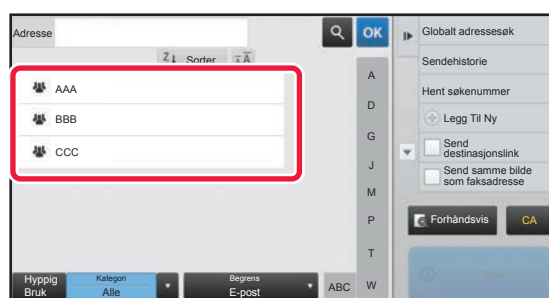 Adresse
OK
Sorter
AAA
BBB
CCC
A
D
G
J
M
P
T
W
Hyppig
Bruk
Kategori
Alle
Begrens
E-post
ABC
Globalt adressesøk
Sendehistorie
Hent søkenummer
Legg Til Ny
Send
destinasjonslink
Send samme bilde
som faksadresse
Forhåndsvis
CA
Start